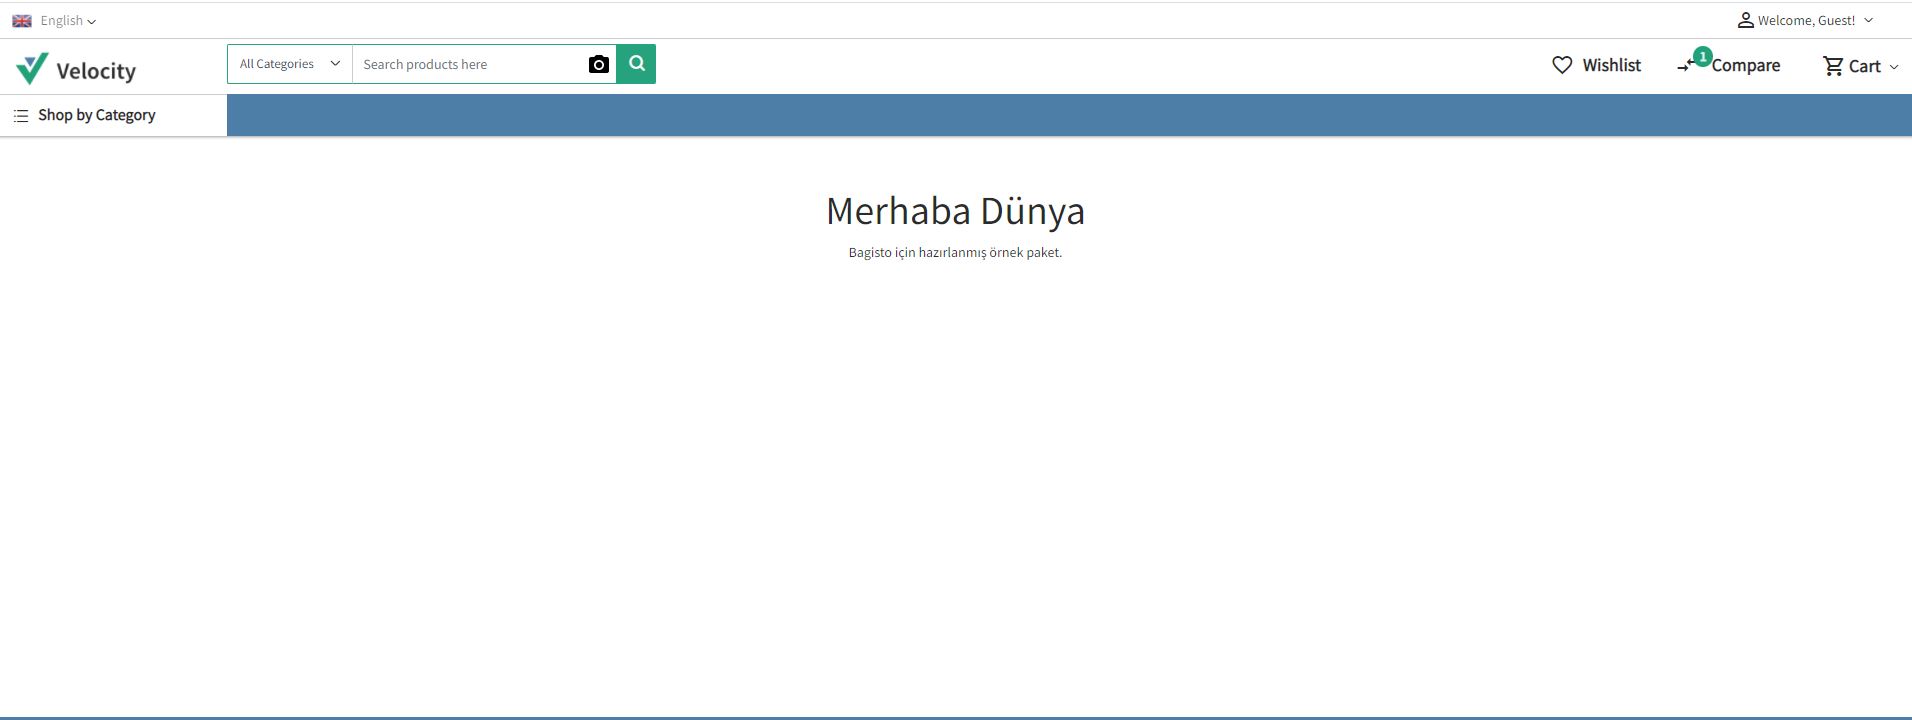 English
Welcome, Guest!
Velocity
All Categories
Search products here
Wishlist
1
Compare
Cart
Shop by Category
Merhaba Dünya
Bagisto için hazırlanmış örnek paket.